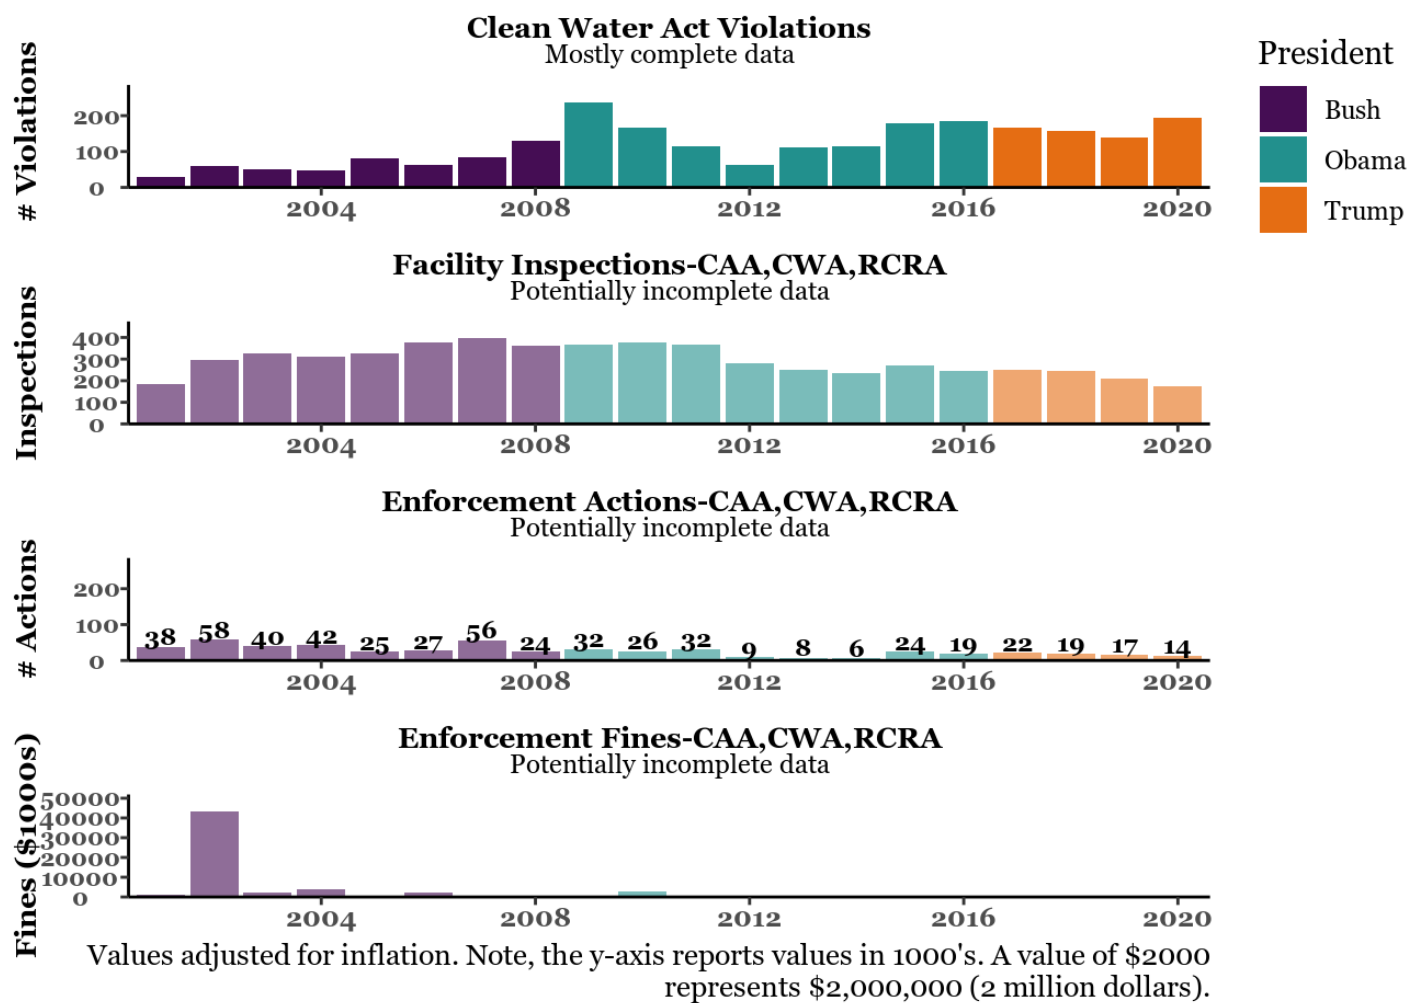 Clean Water Act Violations
Mostly complete data
# Violations
200
100
0
2004
2008
2012
2016
2020
President
Bush
Obama
Trump
Facility Inspections-CAA,CWA,RCRA
Potentially incomplete data
Inspections
400
300
200
100
0
2004
2008
2012
2016
2020
Enforcement Actions-CAA,CWA,RCRA
Potentially incomplete data
# Actions
200
100
0
38 58 40 42 25 27 56 24 32 26 32 9 8 6 24 19 22 19 17 14
2004
2008
2012
2016
2020
Enforcement Fines-CAA,CWA,RCRA
Potentially incomplete data
Fines ($1000s)
50000
40000
30000
20000
10000
0
2004
2008
2012
2016
2020
Values adjusted for inflation. Note, the y-axis reports values in 1000's. A value of $2000
represents $2,000,000 (2 million dollars).